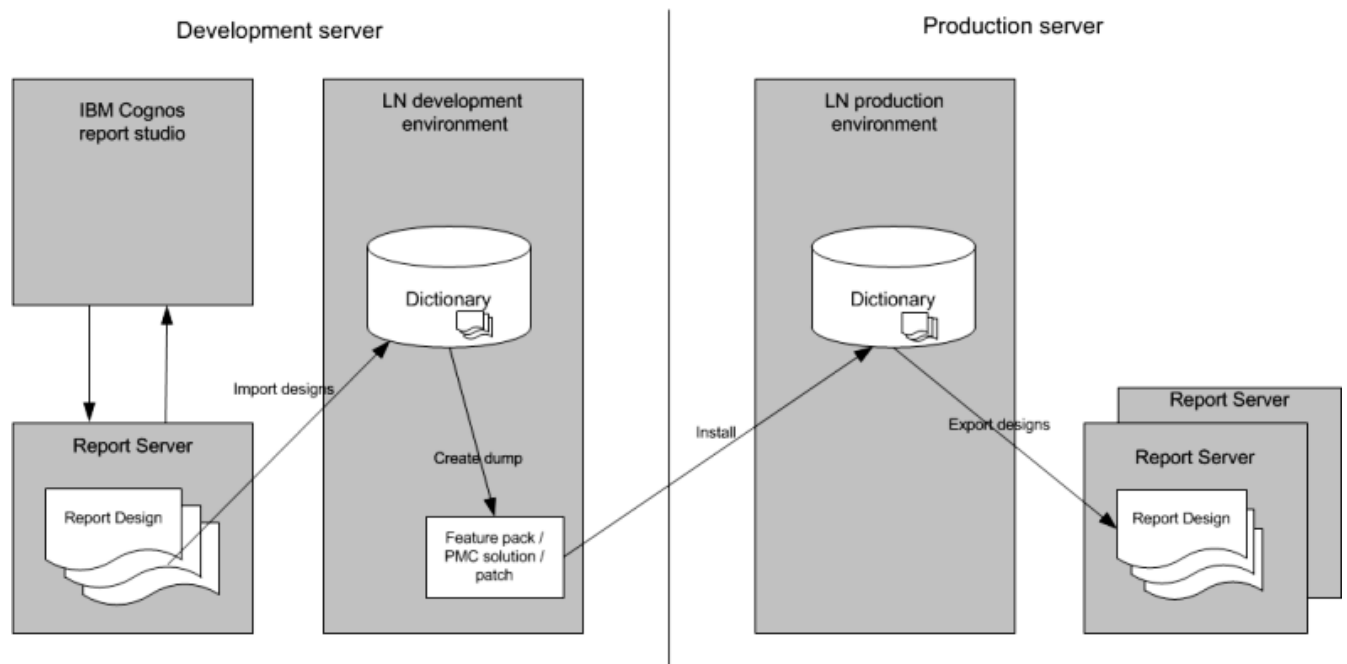 Development server
Production server
IBM Cognos
report studio
LN development
environment
LN production
environment
Dictionary
Dictionary
Import designs
Report Server
Report Server
Install
Export designs
Report Server
Create dump
Report Design
Report Design
Feature pack /
PMC solution /
patch